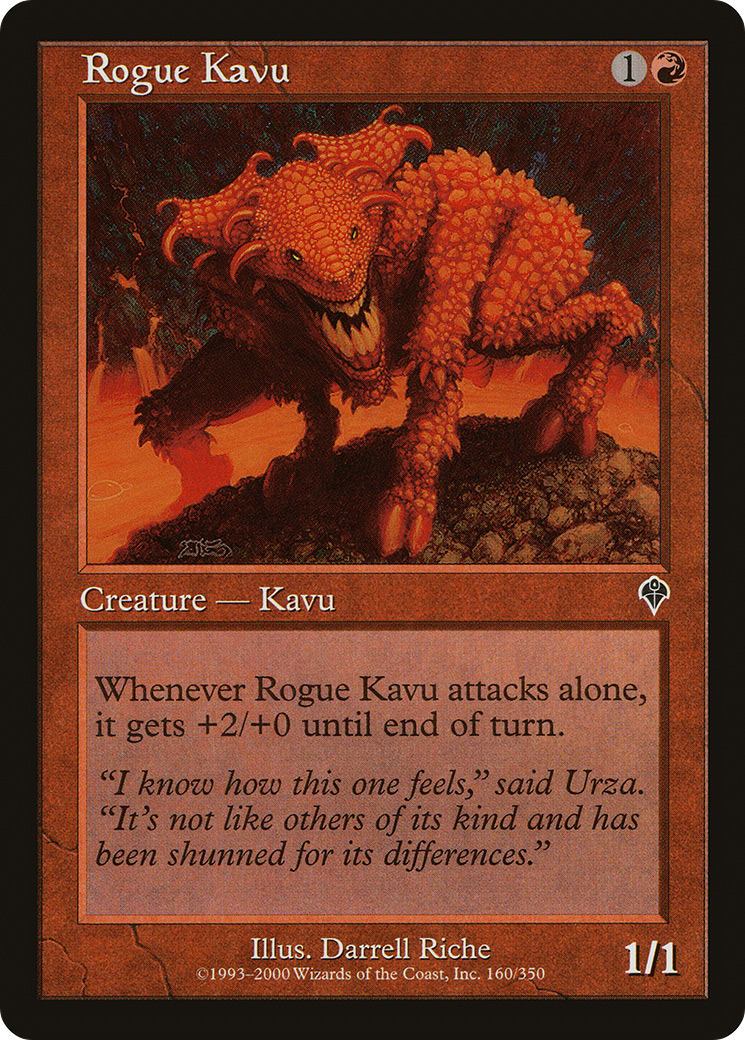 Rogue Kavu
1
Creature — Kavu
Whenever Rogue Kavu attacks alone,
it gets +2/+0 until end of turn.
“I know how this one feels,” said Urza.
“It’s not like others of its kind and has
been shunned for its differences.”
Illus. Darrell Riche
©1993–2000 Wizards of the Coast, Inc. 160/350
1/1